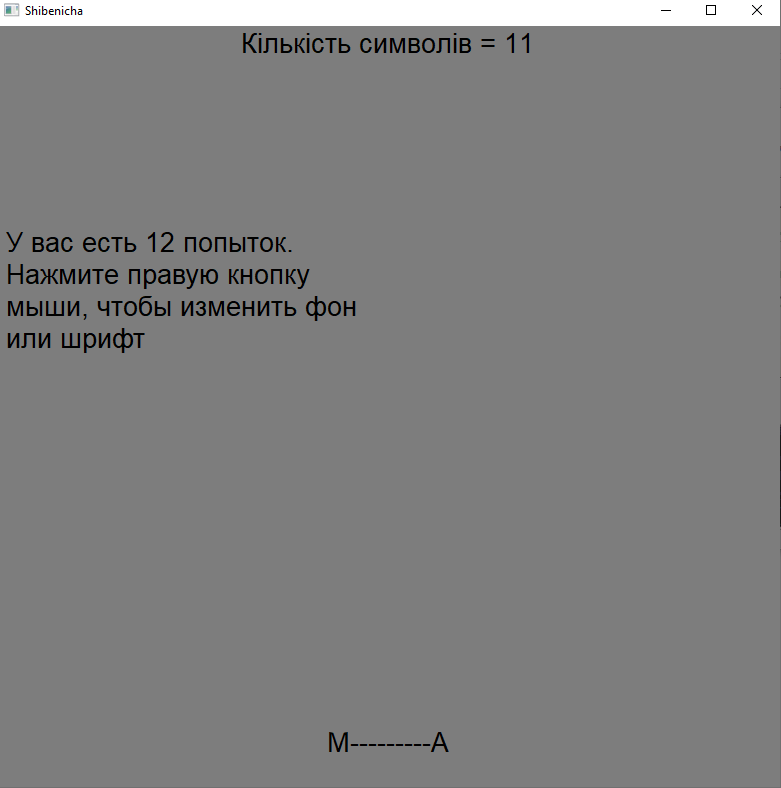 Shibenicha
Кількість символів = 11
У вас есть 12 попыток.
Нажмите правую кнопку
мыши, чтобы изменить фон
или шрифт
М---------А